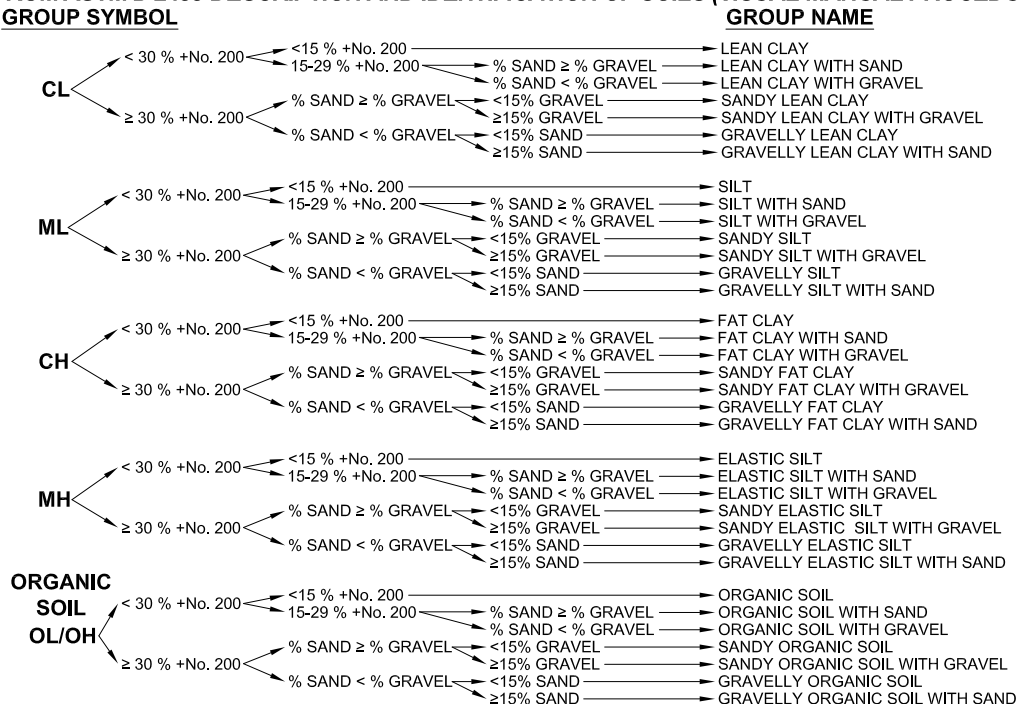 GROUP SYMBOL GROUP NAME
<15 % +No. 200 LEAN CLAY
< 30 % +No. 200 15-29 % +No. 200 % SAND ≥ % GRAVEL LEAN CLAY WITH SAND
% SAND < % GRAVEL LEAN CLAY WITH GRAVEL
CL
≥ 30 % +No. 200 % SAND ≥ % GRAVEL <15% GRAVEL SANDY LEAN CLAY
≥15% GRAVEL SANDY LEAN CLAY WITH GRAVEL
% SAND < % GRAVEL <15% SAND GRAVELLY LEAN CLAY
≥15% SAND GRAVELLY LEAN CLAY WITH SAND
<15 % +No. 200 SILT
< 30 % +No. 200 15-29 % +No. 200 % SAND ≥ % GRAVEL SILT WITH SAND
% SAND < % GRAVEL SILT WITH GRAVEL
ML
≥ 30 % +No. 200 % SAND ≥ % GRAVEL <15% GRAVEL SANDY SILT
≥15% GRAVEL SANDY SILT WITH GRAVEL
% SAND < % GRAVEL <15% SAND GRAVELLY SILT
≥15% SAND GRAVELLY SILT WITH SAND
<15 % +No. 200 FAT CLAY
< 30 % +No. 200 15-29 % +No. 200 % SAND ≥ % GRAVEL FAT CLAY WITH SAND
% SAND < % GRAVEL FAT CLAY WITH GRAVEL
CH
≥ 30 % +No. 200 % SAND ≥ % GRAVEL <15% GRAVEL SANDY FAT CLAY
≥15% GRAVEL SANDY FAT CLAY WITH GRAVEL
% SAND < % GRAVEL <15% SAND GRAVELLY FAT CLAY
≥15% SAND GRAVELLY FAT CLAY WITH SAND
<15 % +No. 200 ELASTIC SILT
< 30 % +No. 200 15-29 % +No. 200 % SAND ≥ % GRAVEL ELASTIC SILT WITH SAND
% SAND < % GRAVEL ELASTIC SILT WITH GRAVEL
MH
≥ 30 % +No. 200 % SAND ≥ % GRAVEL <15% GRAVEL SANDY ELASTIC SILT
≥15% GRAVEL SANDY ELASTIC SILT WITH GRAVEL
% SAND < % GRAVEL <15% SAND GRAVELLY ELASTIC SILT
≥15% SAND GRAVELLY ELASTIC SILT WITH SAND
ORGANIC
SOIL
OL/OH
<15 % +No. 200 ORGANIC SOIL
< 30 % +No. 200 15-29 % +No. 200 % SAND ≥ % GRAVEL ORGANIC SOIL WITH SAND
% SAND < % GRAVEL ORGANIC SOIL WITH GRAVEL
≥ 30 % +No. 200 % SAND ≥ % GRAVEL <15% GRAVEL SANDY ORGANIC SOIL
≥15% GRAVEL SANDY ORGANIC SOIL WITH GRAVEL
% SAND < % GRAVEL <15% SAND GRAVELLY ORGANIC SOIL
≥15% SAND GRAVELLY ORGANIC SOIL WITH SAND